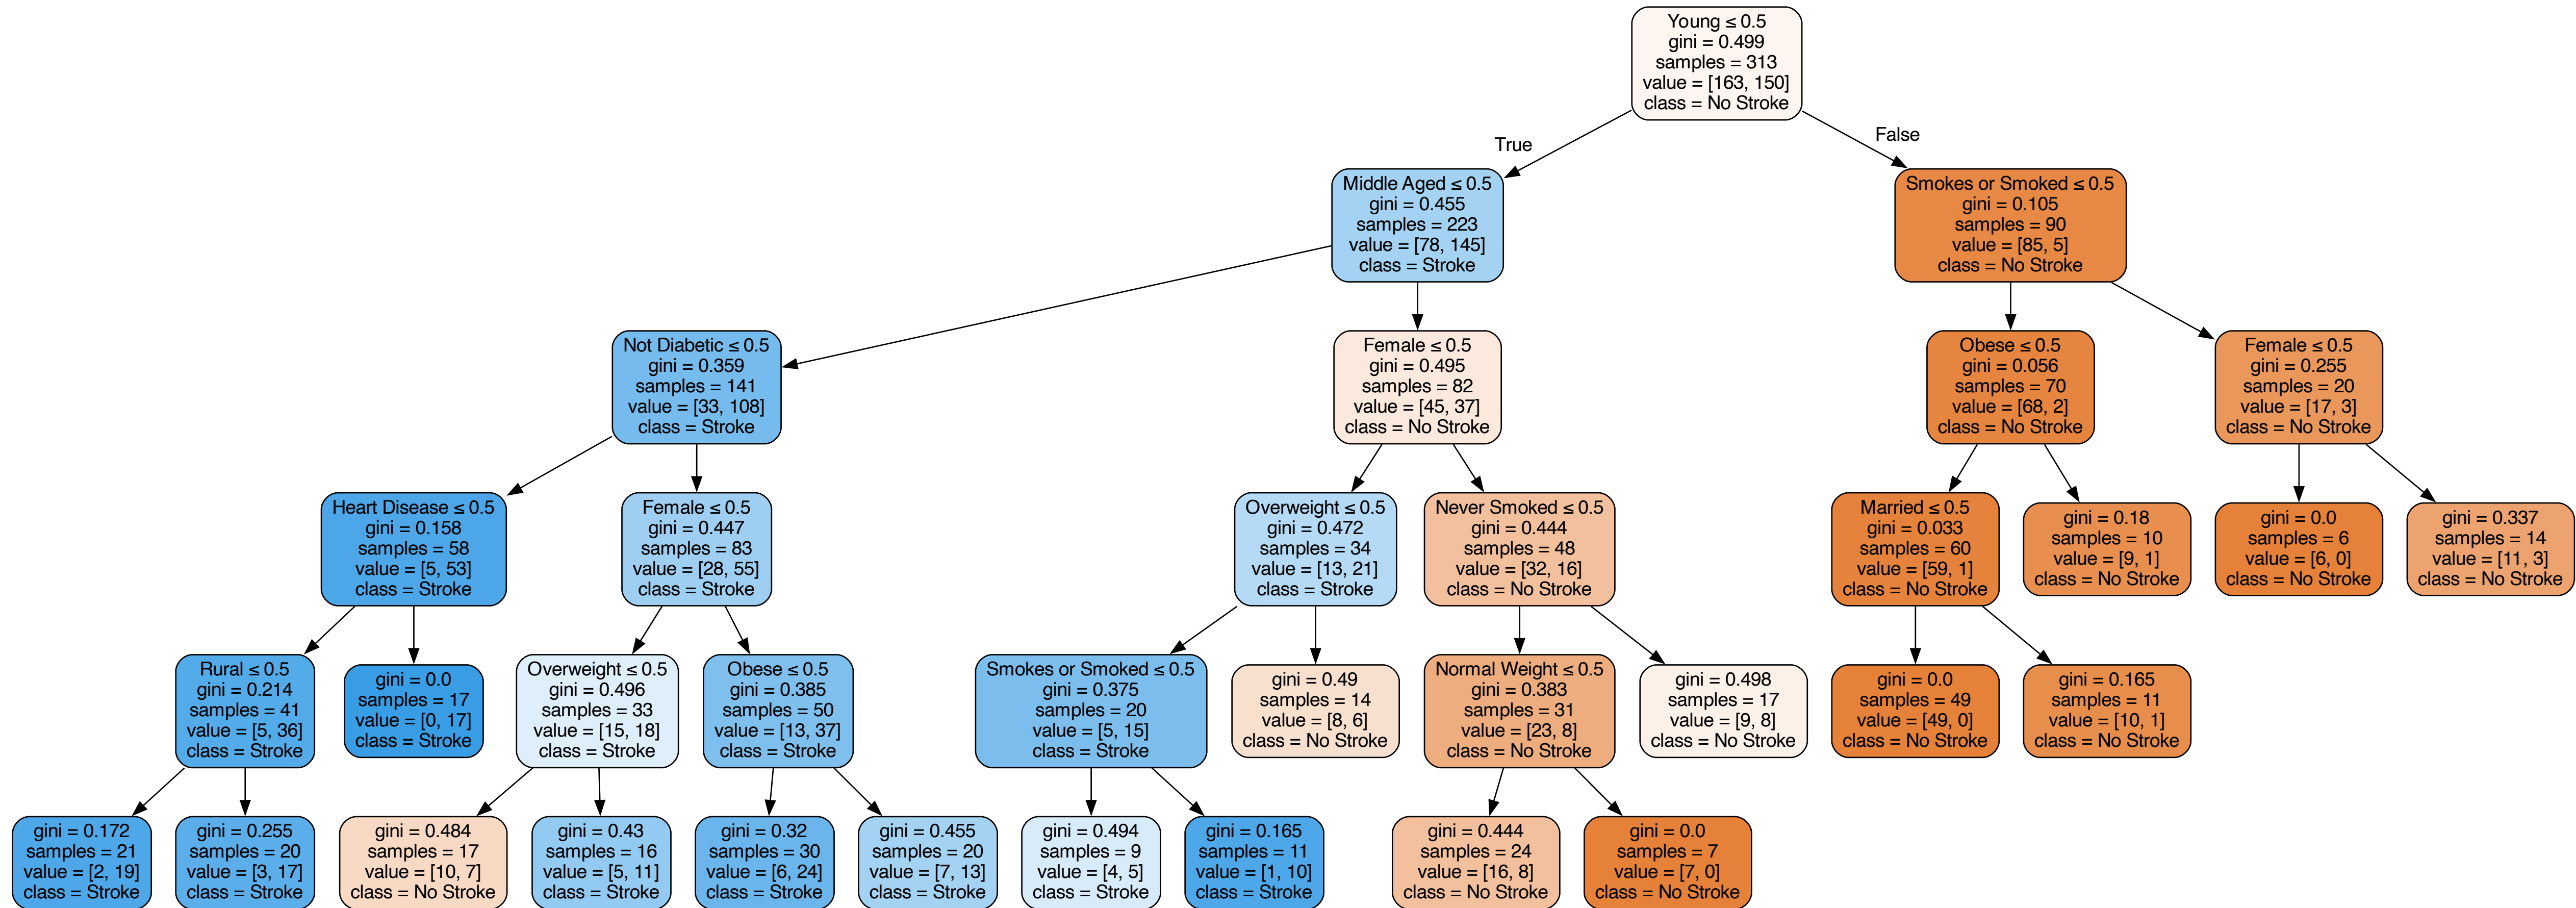 Young ≤ 0.5
gini = 0.499
samples = 313
value = [163, 150]
class = No Stroke
True
False
Middle Aged ≤ 0.5
gini = 0.455
samples = 223
value = [78, 145]
class = Stroke
Smokes or Smoked ≤ 0.5
gini = 0.105
samples = 90
value = [85, 5]
class = No Stroke
Not Diabetic ≤ 0.5
gini = 0.359
samples = 141
value = [33, 108]
class = Stroke
Female ≤ 0.5
gini = 0.495
samples = 82
value = [45, 37]
class = No Stroke
Obese ≤ 0.5
gini = 0.056
samples = 70
value = [68, 2]
class = No Stroke
Female ≤ 0.5
gini = 0.255
samples = 20
value = [17, 3]
class = No Stroke
Heart Disease ≤ 0.5
gini = 0.158
samples = 58
value = [5, 53]
class = Stroke
Female ≤ 0.5
gini = 0.447
samples = 83
value = [28, 55]
class = Stroke
Overweight ≤ 0.5
gini = 0.472
samples = 34
value = [13, 21]
class = Stroke
Never Smoked ≤ 0.5
gini = 0.444
samples = 48
value = [32, 16]
class = No Stroke
Married ≤ 0.5
gini = 0.033
samples = 60
value = [59, 1]
class = No Stroke
gini = 0.18
samples = 10
value = [9, 1]
class = No Stroke
gini = 0.0
samples = 6
value = [6, 0]
class = No Stroke
gini = 0.337
samples = 14
value = [11, 3]
class = No Stroke
Rural ≤ 0.5
gini = 0.214
samples = 41
value = [5, 36]
class = Stroke
gini = 0.0
samples = 17
value = [0, 17]
class = Stroke
Overweight ≤ 0.5
gini = 0.496
samples = 33
value = [15, 18]
class = Stroke
Obese ≤ 0.5
gini = 0.385
samples = 50
value = [13, 37]
class = Stroke
Smokes or Smoked ≤ 0.5
gini = 0.375
samples = 20
value = [5, 15]
class = Stroke
gini = 0.49
samples = 14
value = [8, 6]
class = No Stroke
Normal Weight ≤ 0.5
gini = 0.383
samples = 31
value = [23, 8]
class = No Stroke
gini = 0.498
samples = 17
value = [9, 8]
class = No Stroke
gini = 0.0
samples = 49
value = [49, 0]
class = No Stroke
gini = 0.165
samples = 11
value = [10, 1]
class = No Stroke
gini = 0.172
samples = 21
value = [2, 19]
class = Stroke
gini = 0.255
samples = 20
value = [3, 17]
class = Stroke
gini = 0.484
samples = 17
value = [10, 7]
class = No Stroke
gini = 0.43
samples = 16
value = [5, 11]
class = Stroke
gini = 0.32
samples = 30
value = [6, 24]
class = Stroke
gini = 0.455
samples = 20
value = [7, 13]
class = Stroke
gini = 0.494
samples = 9
value = [4, 5]
class = Stroke
gini = 0.165
samples = 11
value = [1, 10]
class = Stroke
gini = 0.444
samples = 24
value = [16, 8]
class = No Stroke
gini = 0.0
samples = 7
value = [7, 0]
class = No Stroke